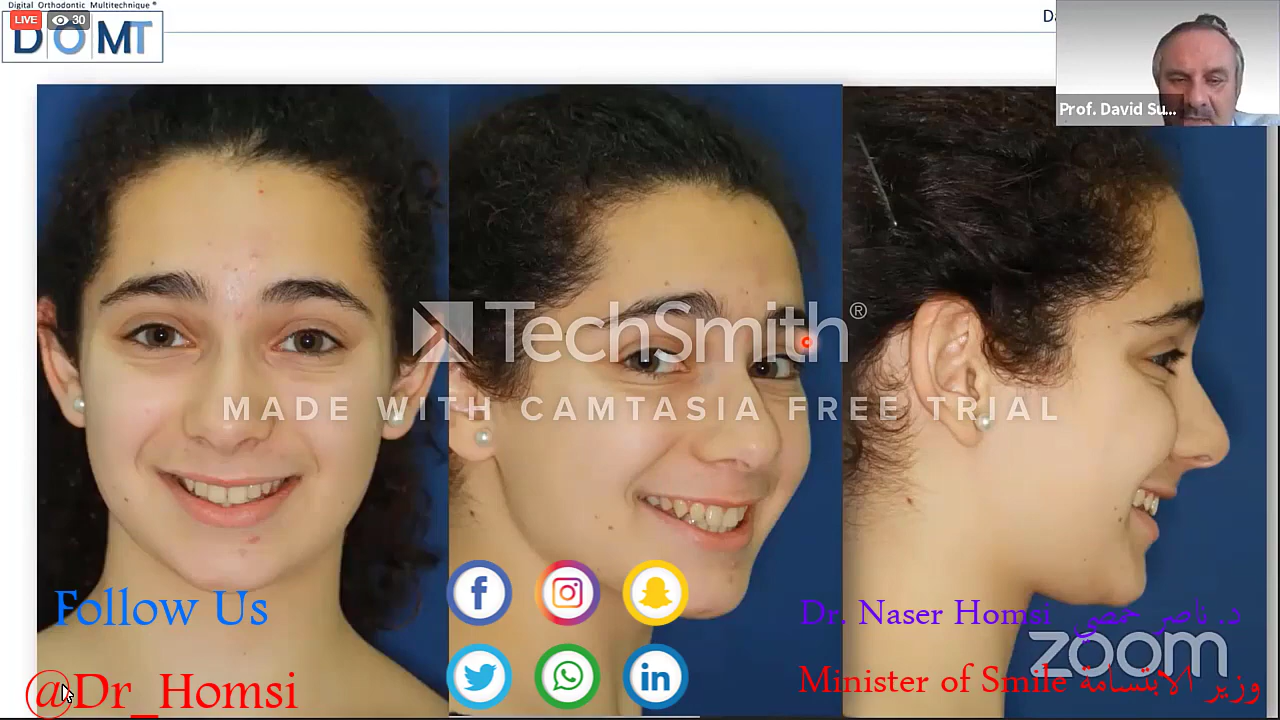 Digital Orthodontic Multitechnique ®
LIVE 30
DOMT
Prof. David Su...
TechSmith®
MADE WITH CAMTASIA FREE TRIAL
Follow Us
Dr. Naser Homsi د. ناصر حمصي
zoom
@Dr_Homsi
Minister of Smile وزير الابتسامة